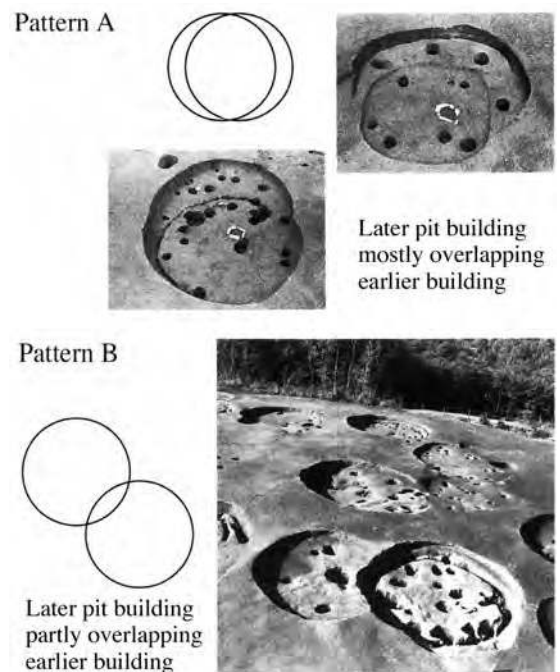 Pattern A
Later pit building
mostly overlapping
earlier building
Pattern B
Later pit building
partly overlapping
earlier building